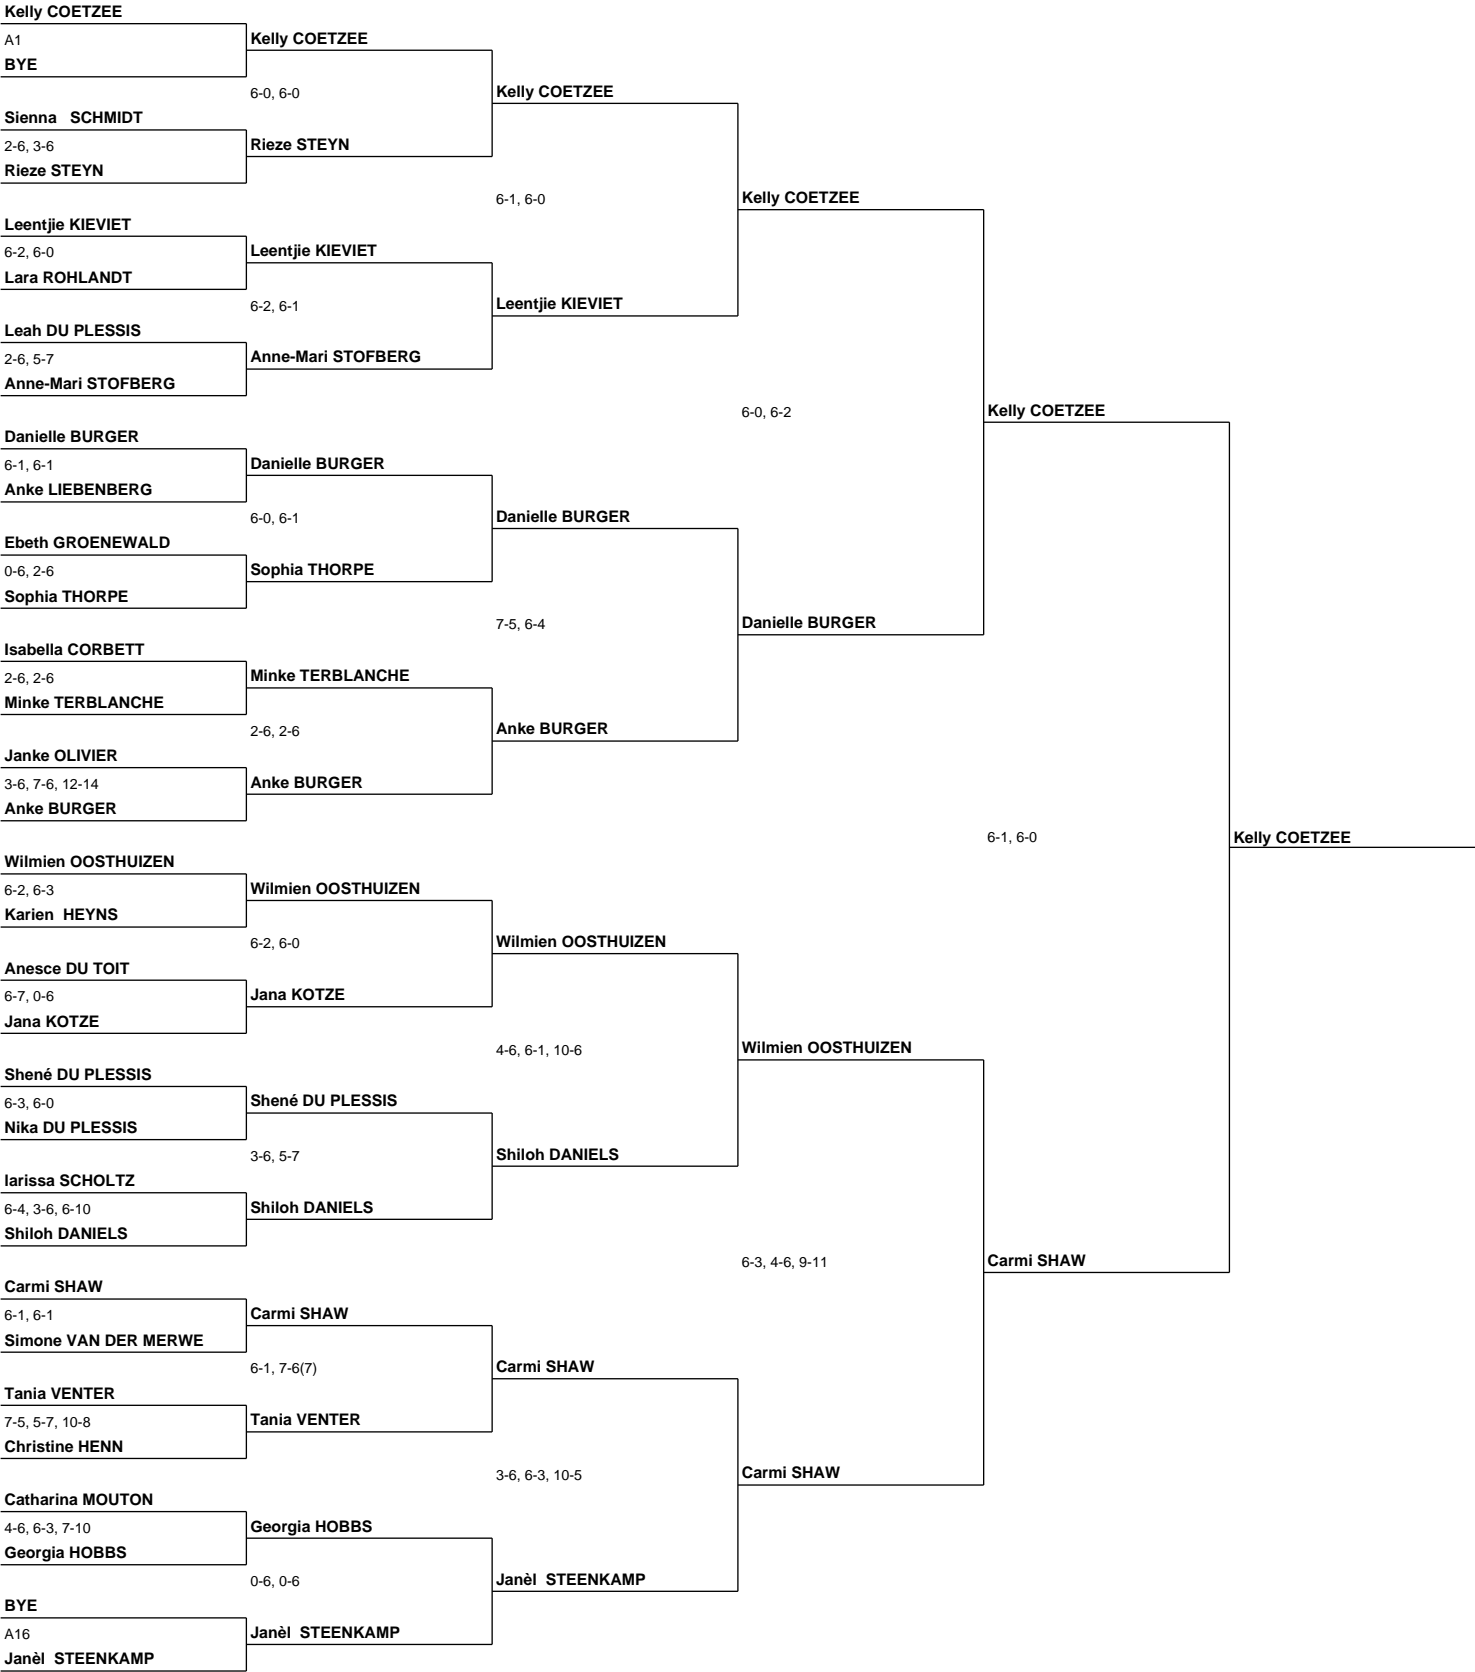 Kelly COETZEE
A1
BYE
Sienna   SCHMIDT
2-6, 3-6
Rieze STEYN
Leentjie KIEVIET
6-2, 6-0
Lara ROHLANDT
Leah DU PLESSIS
2-6, 5-7
Anne-Mari STOFBERG
Danielle BURGER
6-1, 6-1
Anke LIEBENBERG
Ebeth GROENEWALD
0-6, 2-6
Sophia THORPE
Isabella CORBETT
2-6, 2-6
Minke TERBLANCHE
Janke OLIVIER
3-6, 7-6, 12-14
Anke BURGER
Wilmien OOSTHUIZEN
6-2, 6-3
Karien  HEYNS
Anesce DU TOIT
6-7, 0-6
Jana KOTZE
Shené DU PLESSIS
6-3, 6-0
Nika DU PLESSIS
larissa SCHOLTZ
6-4, 3-6, 6-10
Shiloh DANIELS
Carmi SHAW
6-1, 6-1
Simone VAN DER MERWE
Tania VENTER
7-5, 5-7, 10-8
Christine HENN
Catharina MOUTON
4-6, 6-3, 7-10
Georgia HOBBS
BYE
A16
Janèl  STEENKAMP
Kelly COETZEE
6-0, 6-0
Rieze STEYN
Leentjie KIEVIET
6-2, 6-1
Anne-Mari STOFBERG
Danielle BURGER
6-0, 6-1
Sophia THORPE
Minke TERBLANCHE
2-6, 2-6
Anke BURGER
Wilmien OOSTHUIZEN
6-2, 6-0
Jana KOTZE
Shené DU PLESSIS
3-6, 5-7
Shiloh DANIELS
Carmi SHAW
6-1, 7-6(7)
Tania VENTER
Georgia HOBBS
0-6, 0-6
Janèl  STEENKAMP
Kelly COETZEE
6-1, 6-0
Leentjie KIEVIET
Danielle BURGER
7-5, 6-4
Anke BURGER
Wilmien OOSTHUIZEN
4-6, 6-1, 10-6
Shiloh DANIELS
Carmi SHAW
3-6, 6-3, 10-5
Janèl  STEENKAMP
Kelly COETZEE
6-0, 6-2
Danielle BURGER
Wilmien OOSTHUIZEN
6-3, 4-6, 9-11
Carmi SHAW
Kelly COETZEE
6-1, 6-0
Carmi SHAW
Kelly COETZEE